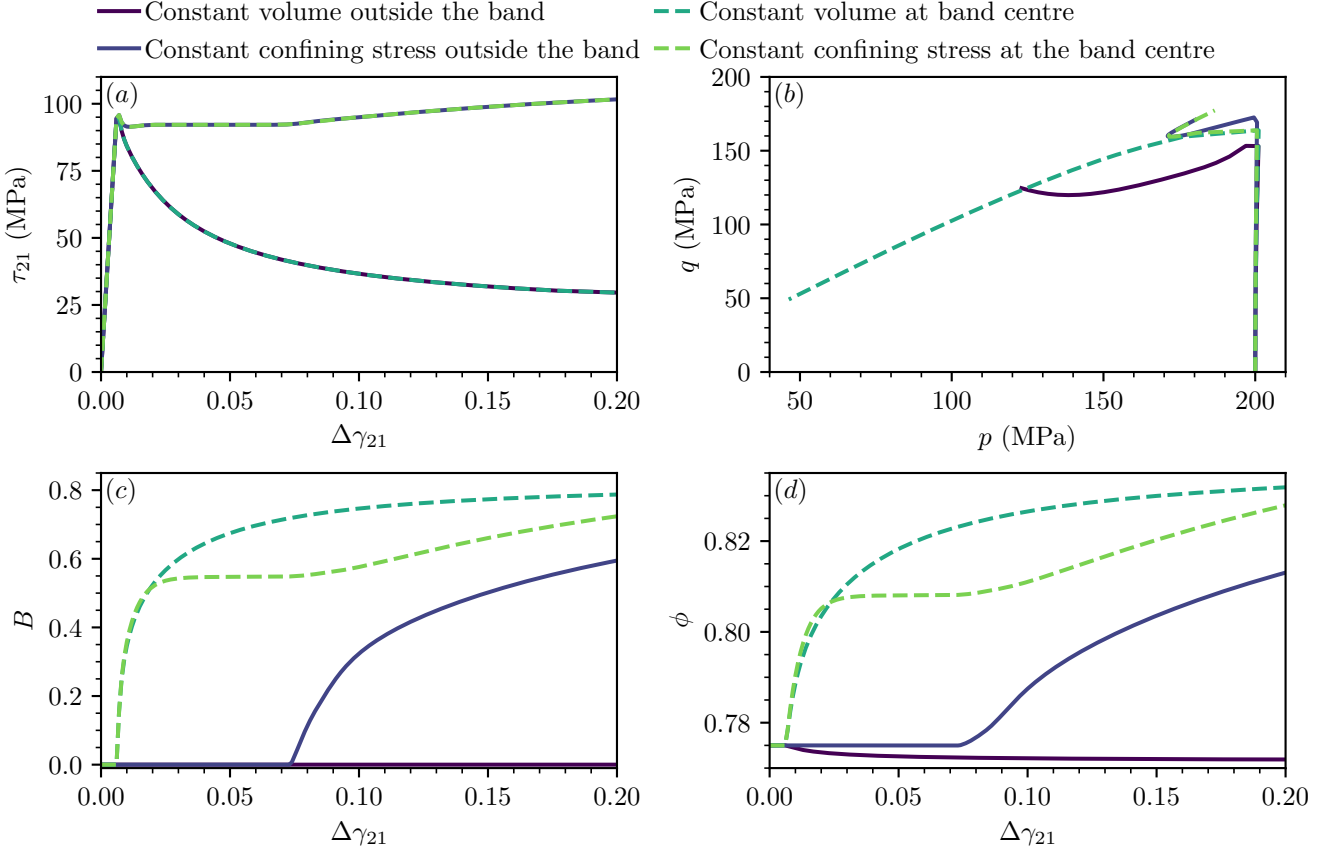 Constant volume outside the band
Constant volume at band centre
Constant confining stress outside the band
Constant confining stress at the band centre
(a)
100
75
50
25
0
τ21 (MPa)
0.00 0.05 0.10 0.15 0.20
Δγ21
(b)
200
150
100
50
0
q (MPa)
50 100 150 200
p (MPa)
(c)
0.8
0.6
0.4
0.2
0.0
B
0.00 0.05 0.10 0.15 0.20
Δγ21
(d)
0.82
0.80
0.78
ϕ
0.00 0.05 0.10 0.15 0.20
Δγ21